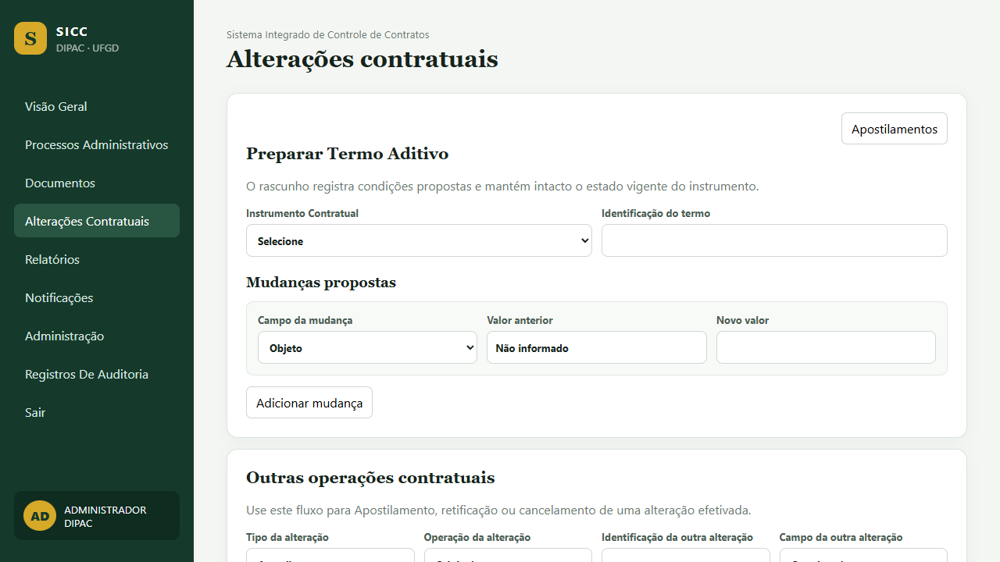 S
SICC
DIPAC · UFGD
Visão Geral
Processos Administrativos
Documentos
Alterações Contratuais
Relatórios
Notificações
Administração
Registros De Auditoria
Sair
AD
ADMINISTRADOR
DIPAC
Sistema Integrado de Controle de Contratos
Alterações contratuais
Apostilamentos
Preparar Termo Aditivo
O rascunho registra condições propostas e mantém intacto o estado vigente do instrumento.
Instrumento Contratual
Selecione
Identificação do termo
Mudanças propostas
Campo da mudança
Objeto
Valor anterior
Não informado
Novo valor
Adicionar mudança
Outras operações contratuais
Use este fluxo para Apostilamento, retificação ou cancelamento de uma alteração efetivada.
Tipo da alteração
Operação da alteração
Identificação da outra alteração
Campo da outra alteração